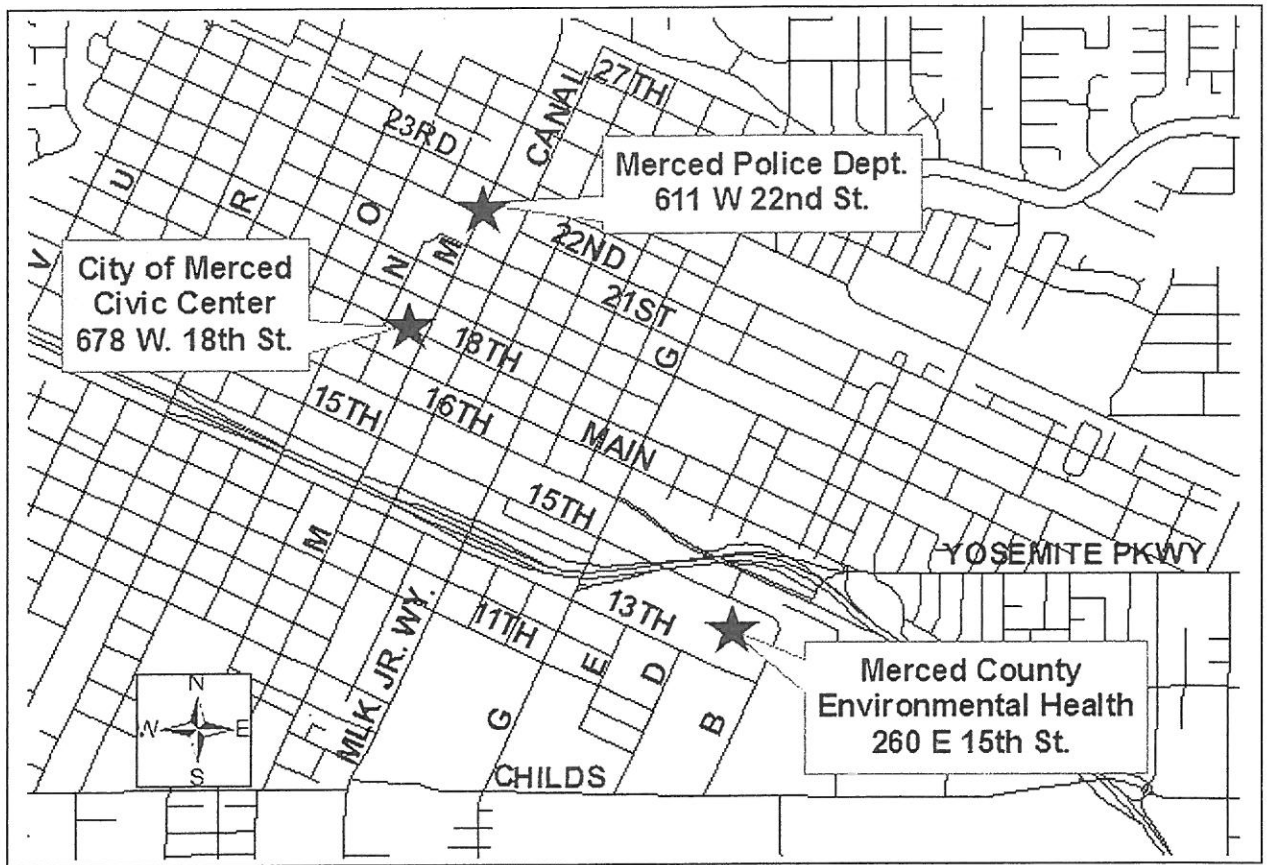 27TH
CANAL
23RD
Merced Police Dept.
611 W 22nd St.
U
R
O
V
N
M
22ND
City of Merced
Civic Center
678 W. 18th St.
21ST
G
18TH
15TH
16TH
MAIN
15TH
M
YOSEMITE PKWY
MLK JR. WY.
11TH
13TH
E
D
B
G
Merced County
Environmental Health
260 E 15th St.
N
W
E
S
CHILDS